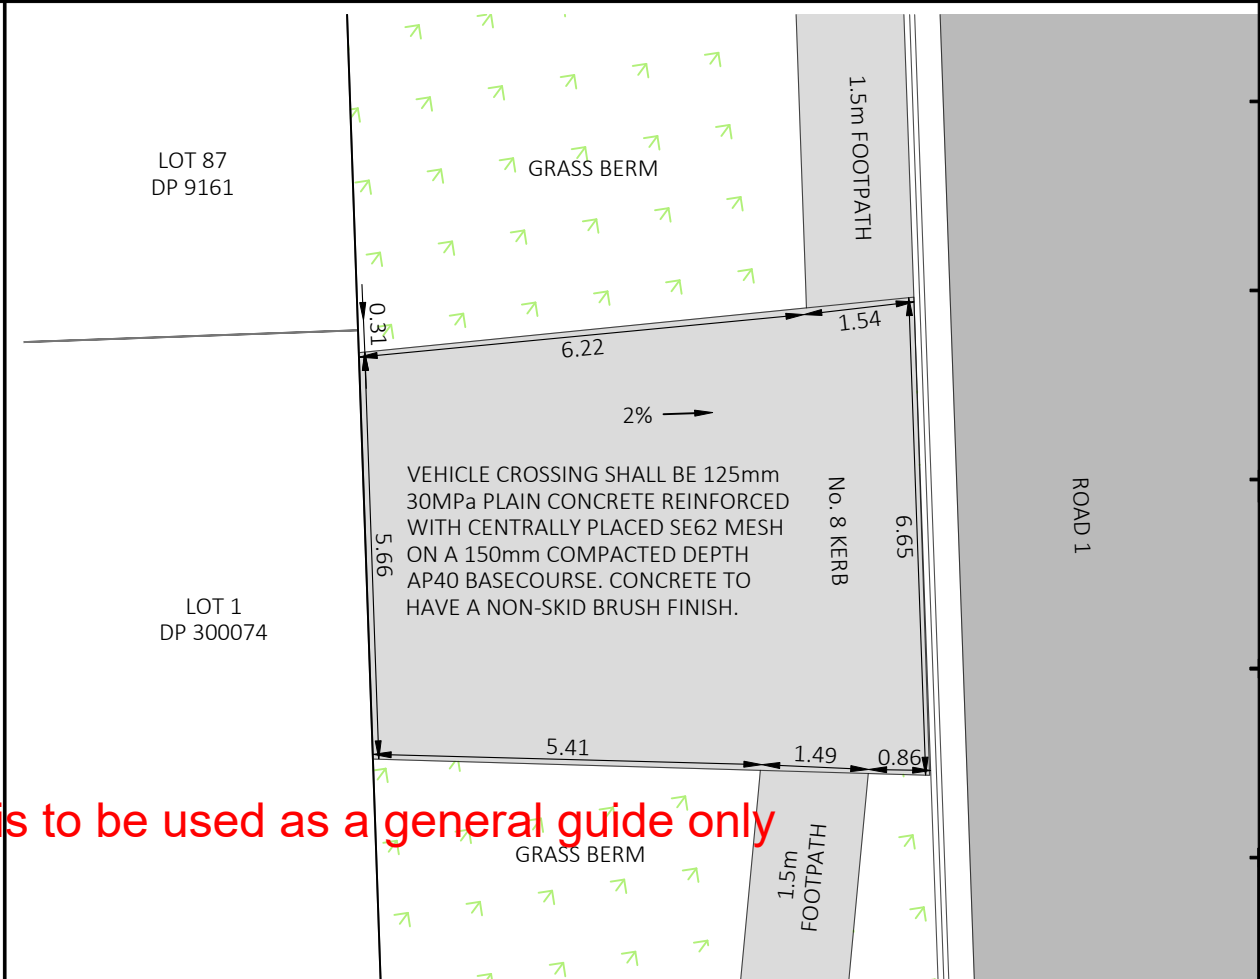 LOT 87
DP 9161
GRASS BERM
1.5m FOOTPATH
0.31
6.22
1.54
2%
VEHICLE CROSSING SHALL BE 125mm
30MPa PLAIN CONCRETE REINFORCED
WITH CENTRALLY PLACED SE62 MESH
ON A 150mm COMPACTED DEPTH
AP40 BASECOURSE. CONCRETE TO
HAVE A NON-SKID BRUSH FINISH.
5.66
No. 8 KERB
6.65
ROAD 1
LOT 1
DP 300074
5.41
1.49
0.86
is to be used as a general guide only
GRASS BERM
1.5m
FOOTPATH